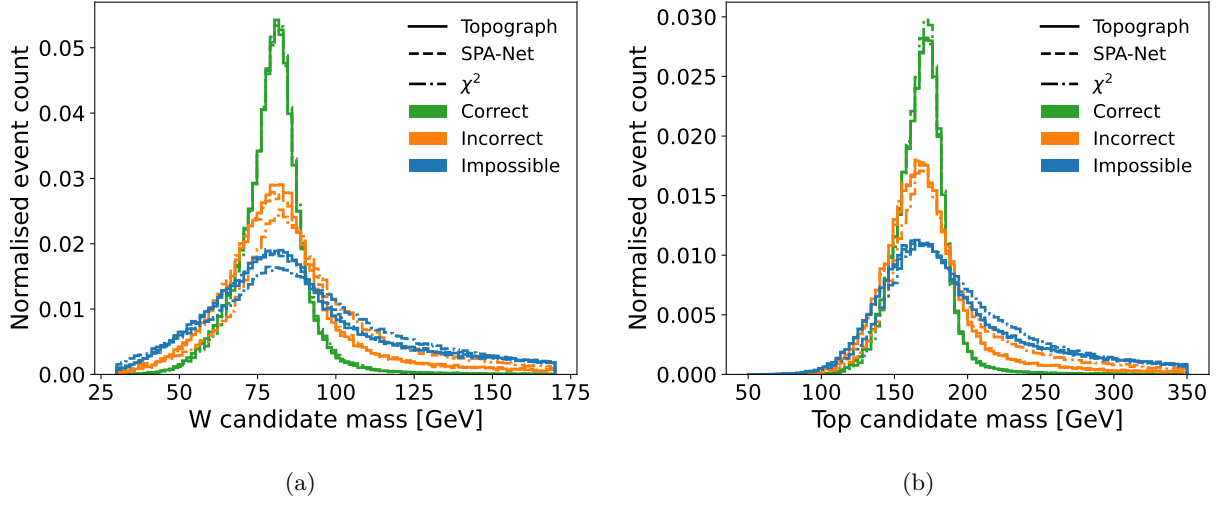 0.05
0.04
0.03
0.02
0.01
0.00
Normalised event count
Topograph
SPA-Net
χ²
Correct
Incorrect
Impossible
25 50 75 100 125 150 175
W candidate mass [GeV]
(a)
0.030
0.025
0.020
0.015
0.010
0.005
0.000
Normalised event count
Topograph
SPA-Net
χ²
Correct
Incorrect
Impossible
50 100 150 200 250 300 350
Top candidate mass [GeV]
(b)